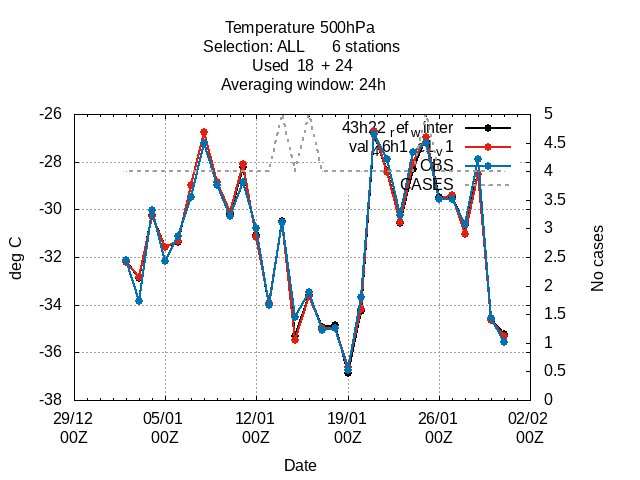 Temperature 500hPa
Selection: ALL 6 stations
Used 18 + 24
Averaging window: 24h
-26
-28
-30
-32
-34
-36
-38
deg C
5
4.5
4
3.5
3
2.5
2
1.5
1
0.5
0
No cases
43h22refwinter
OBS
CASES
29/12 05/01 12/01 19/01 26/01 02/02
00Z 00Z 00Z 00Z 00Z 00Z
Date